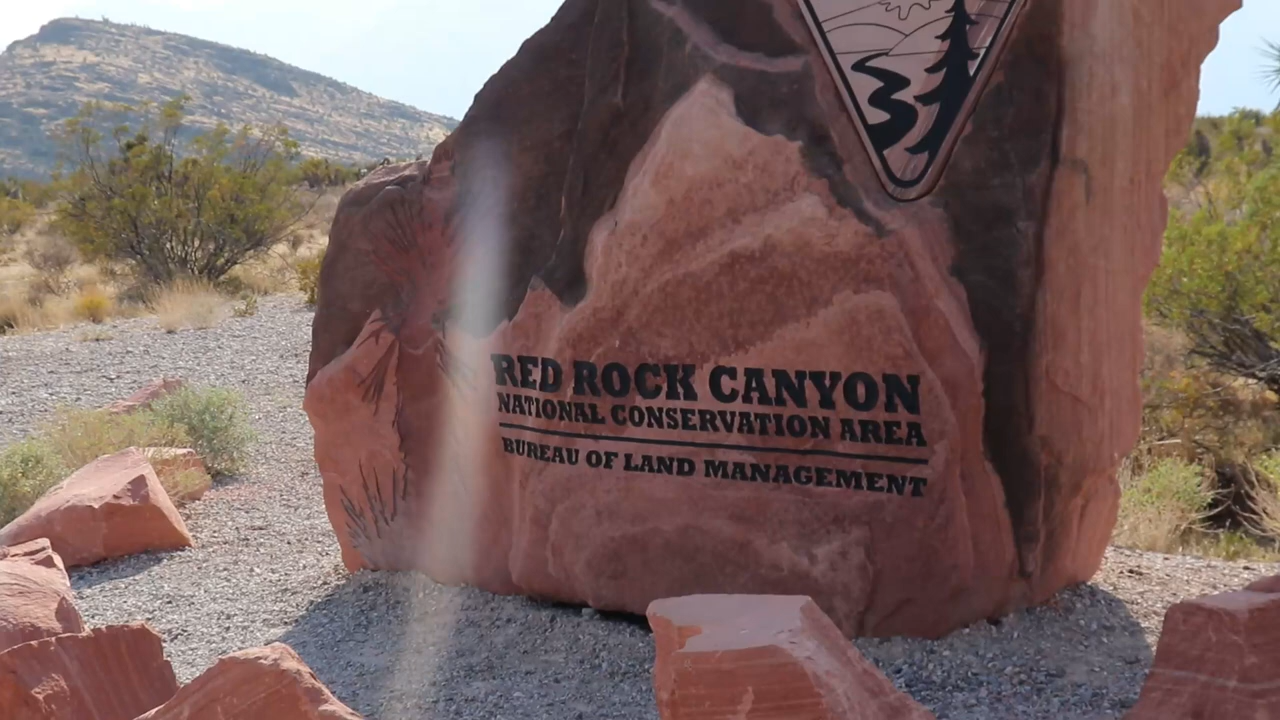 RED ROCK CANYON
NATIONAL CONSERVATION AREA
BUREAU OF LAND MANAGEMENT